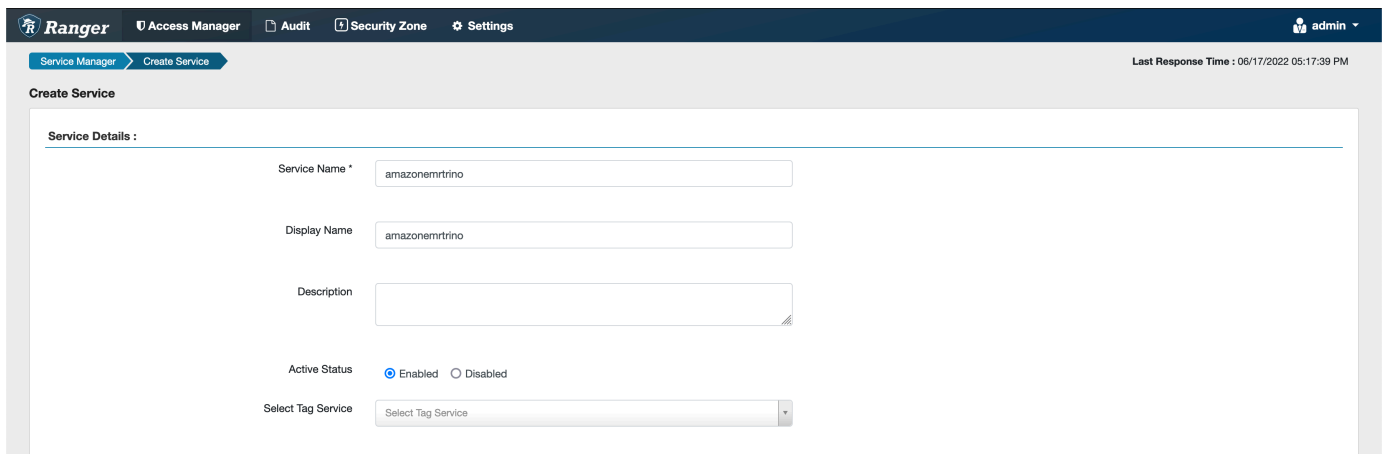 Ranger Access Manager Audit Security Zone Settings admin
Service Manager Create Service Last Response Time : 06/17/2022 05:17:39 PM
Create Service
Service Details :
Service Name * amazonemrtrino
Display Name amazonemrtrino
Description
Active Status Enabled Disabled
Select Tag Service Select Tag Service